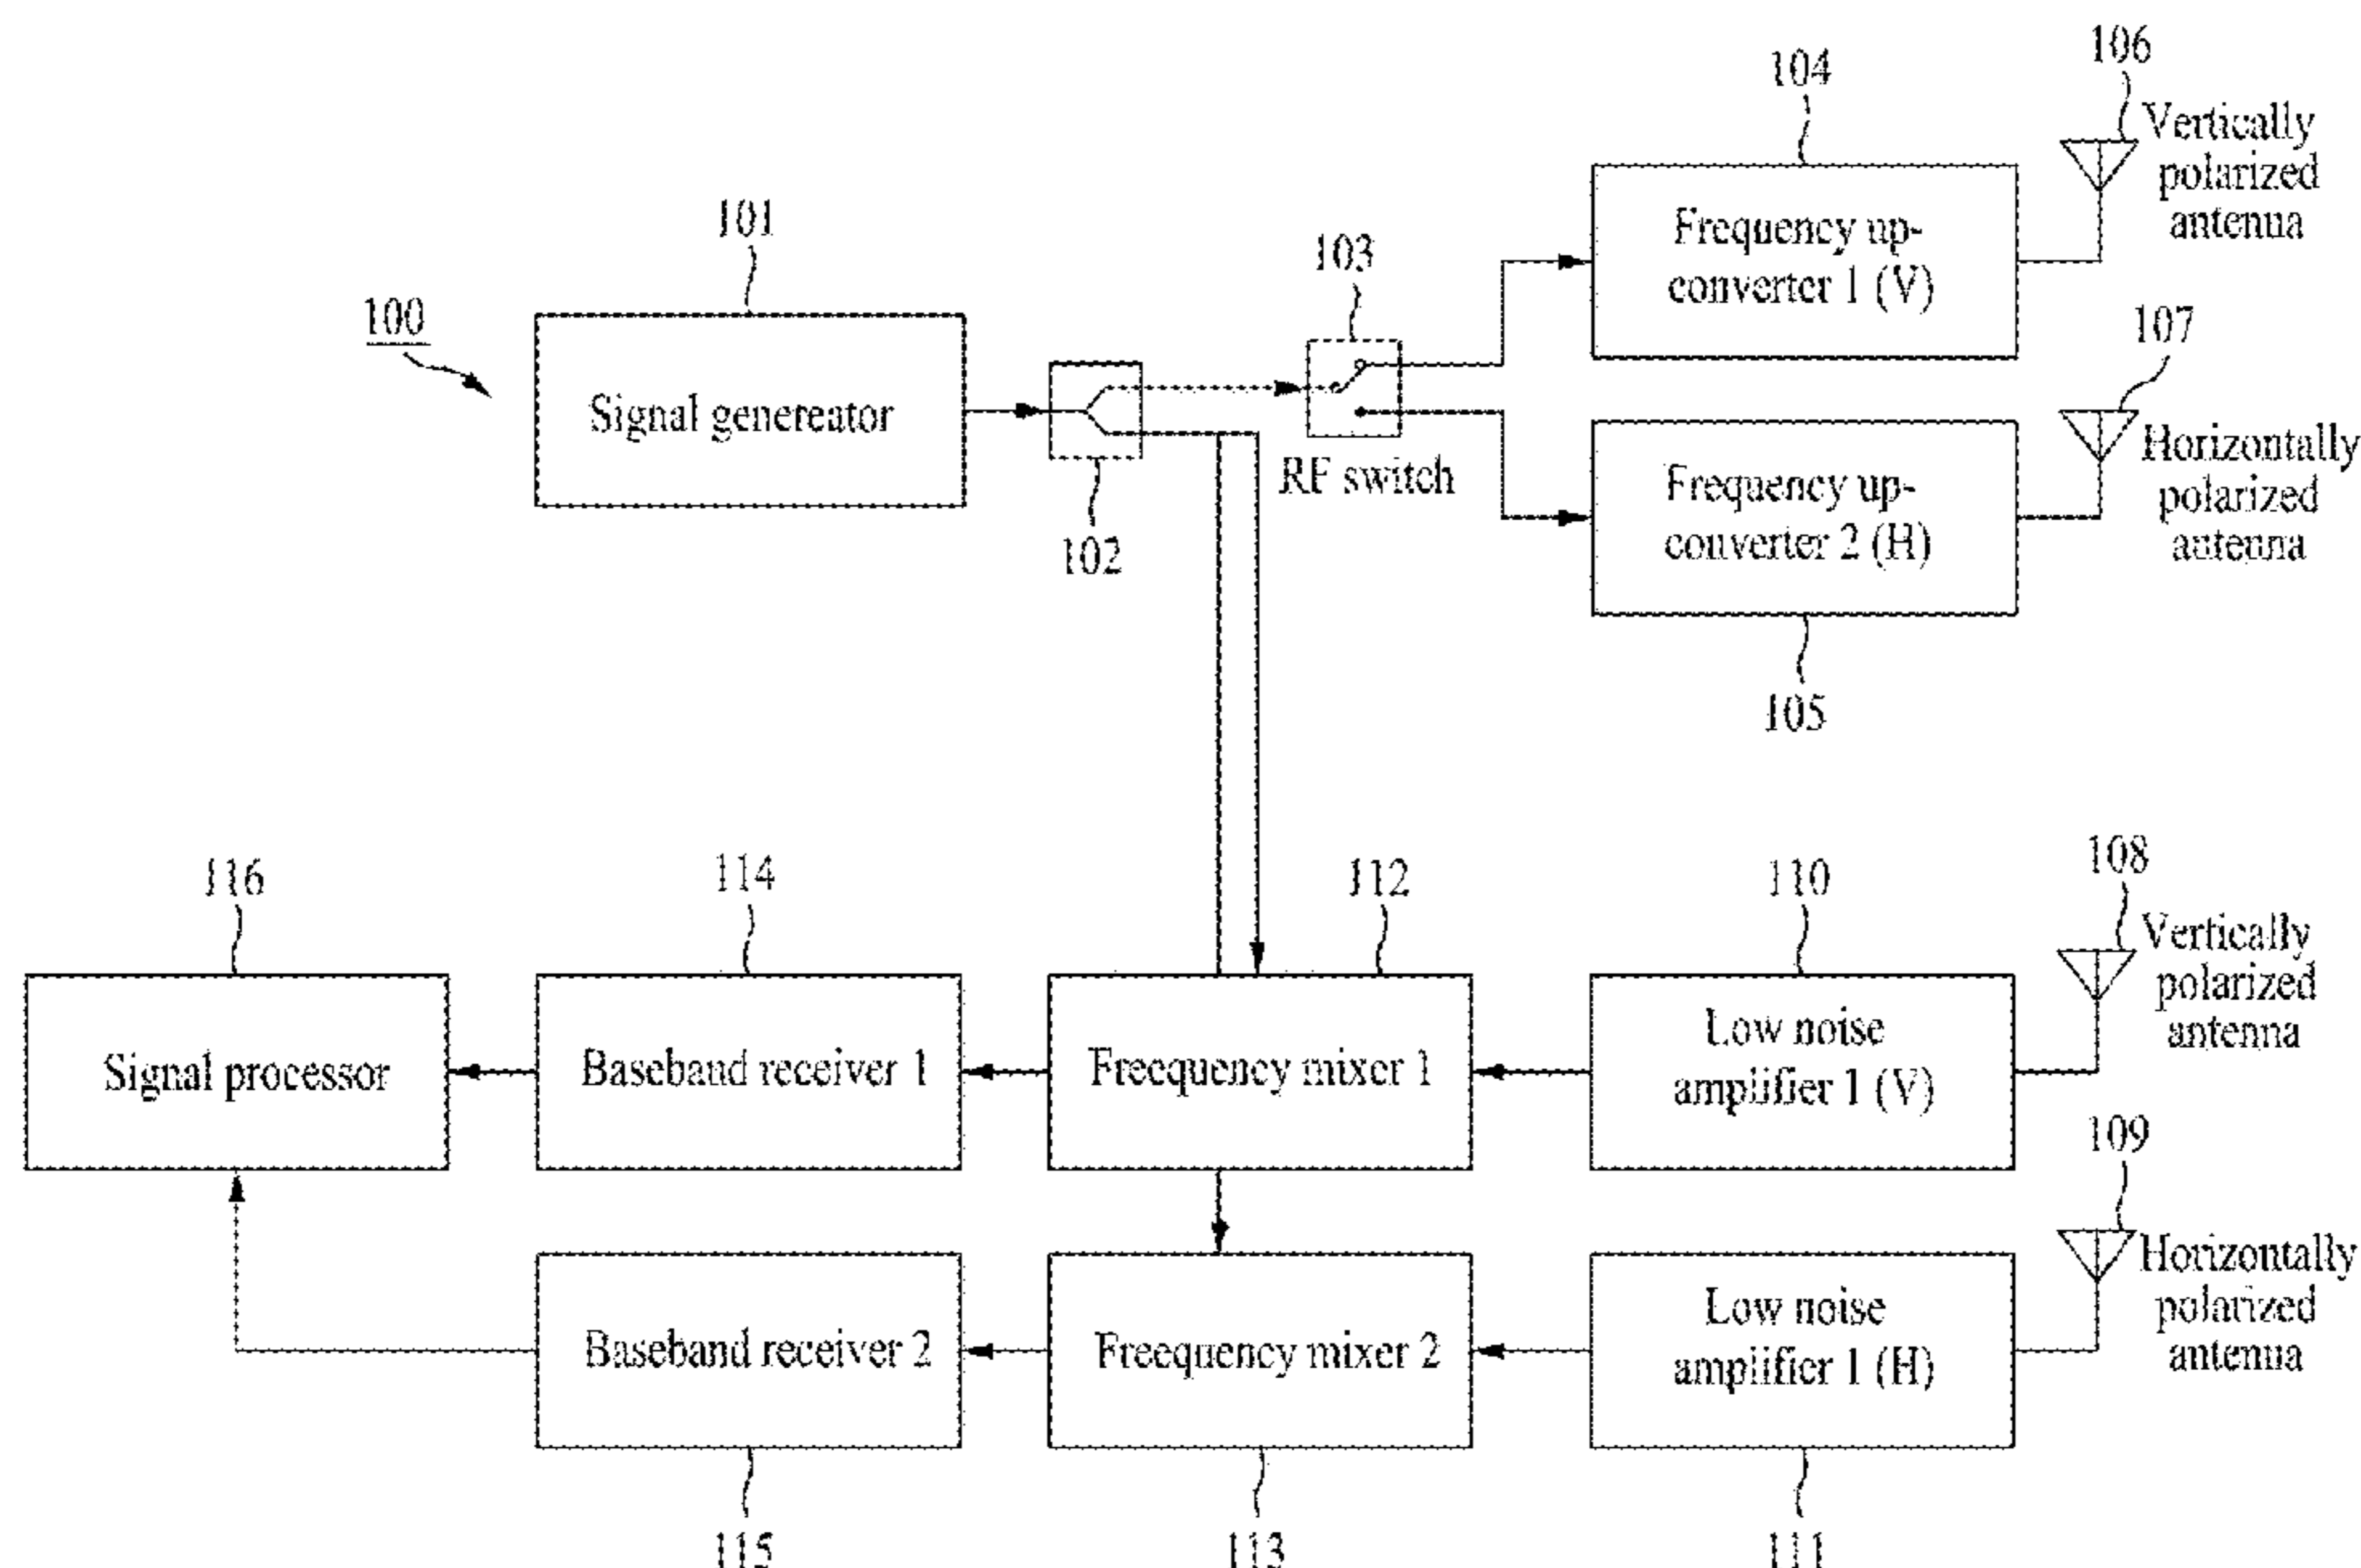 106
104
Vertically
polarized
antenna
101
Frequency up-
converter 1 (V)
103
100
107
Signal genereator
Horizontally
polarized
antenna
RF switch
Frequency up-
converter 2 (H)
102
105
108
116
114
112
110
Vertically
polarized
antenna
Signal processor
Baseband receiver 1
Freequency mixer 1
Low noise
amplifier 1 (V)
109
Horizontally
polarized
antenna
Baseband receiver 2
Freequency mixer 2
Low noise
amplifier 1 (H)
115
113
111